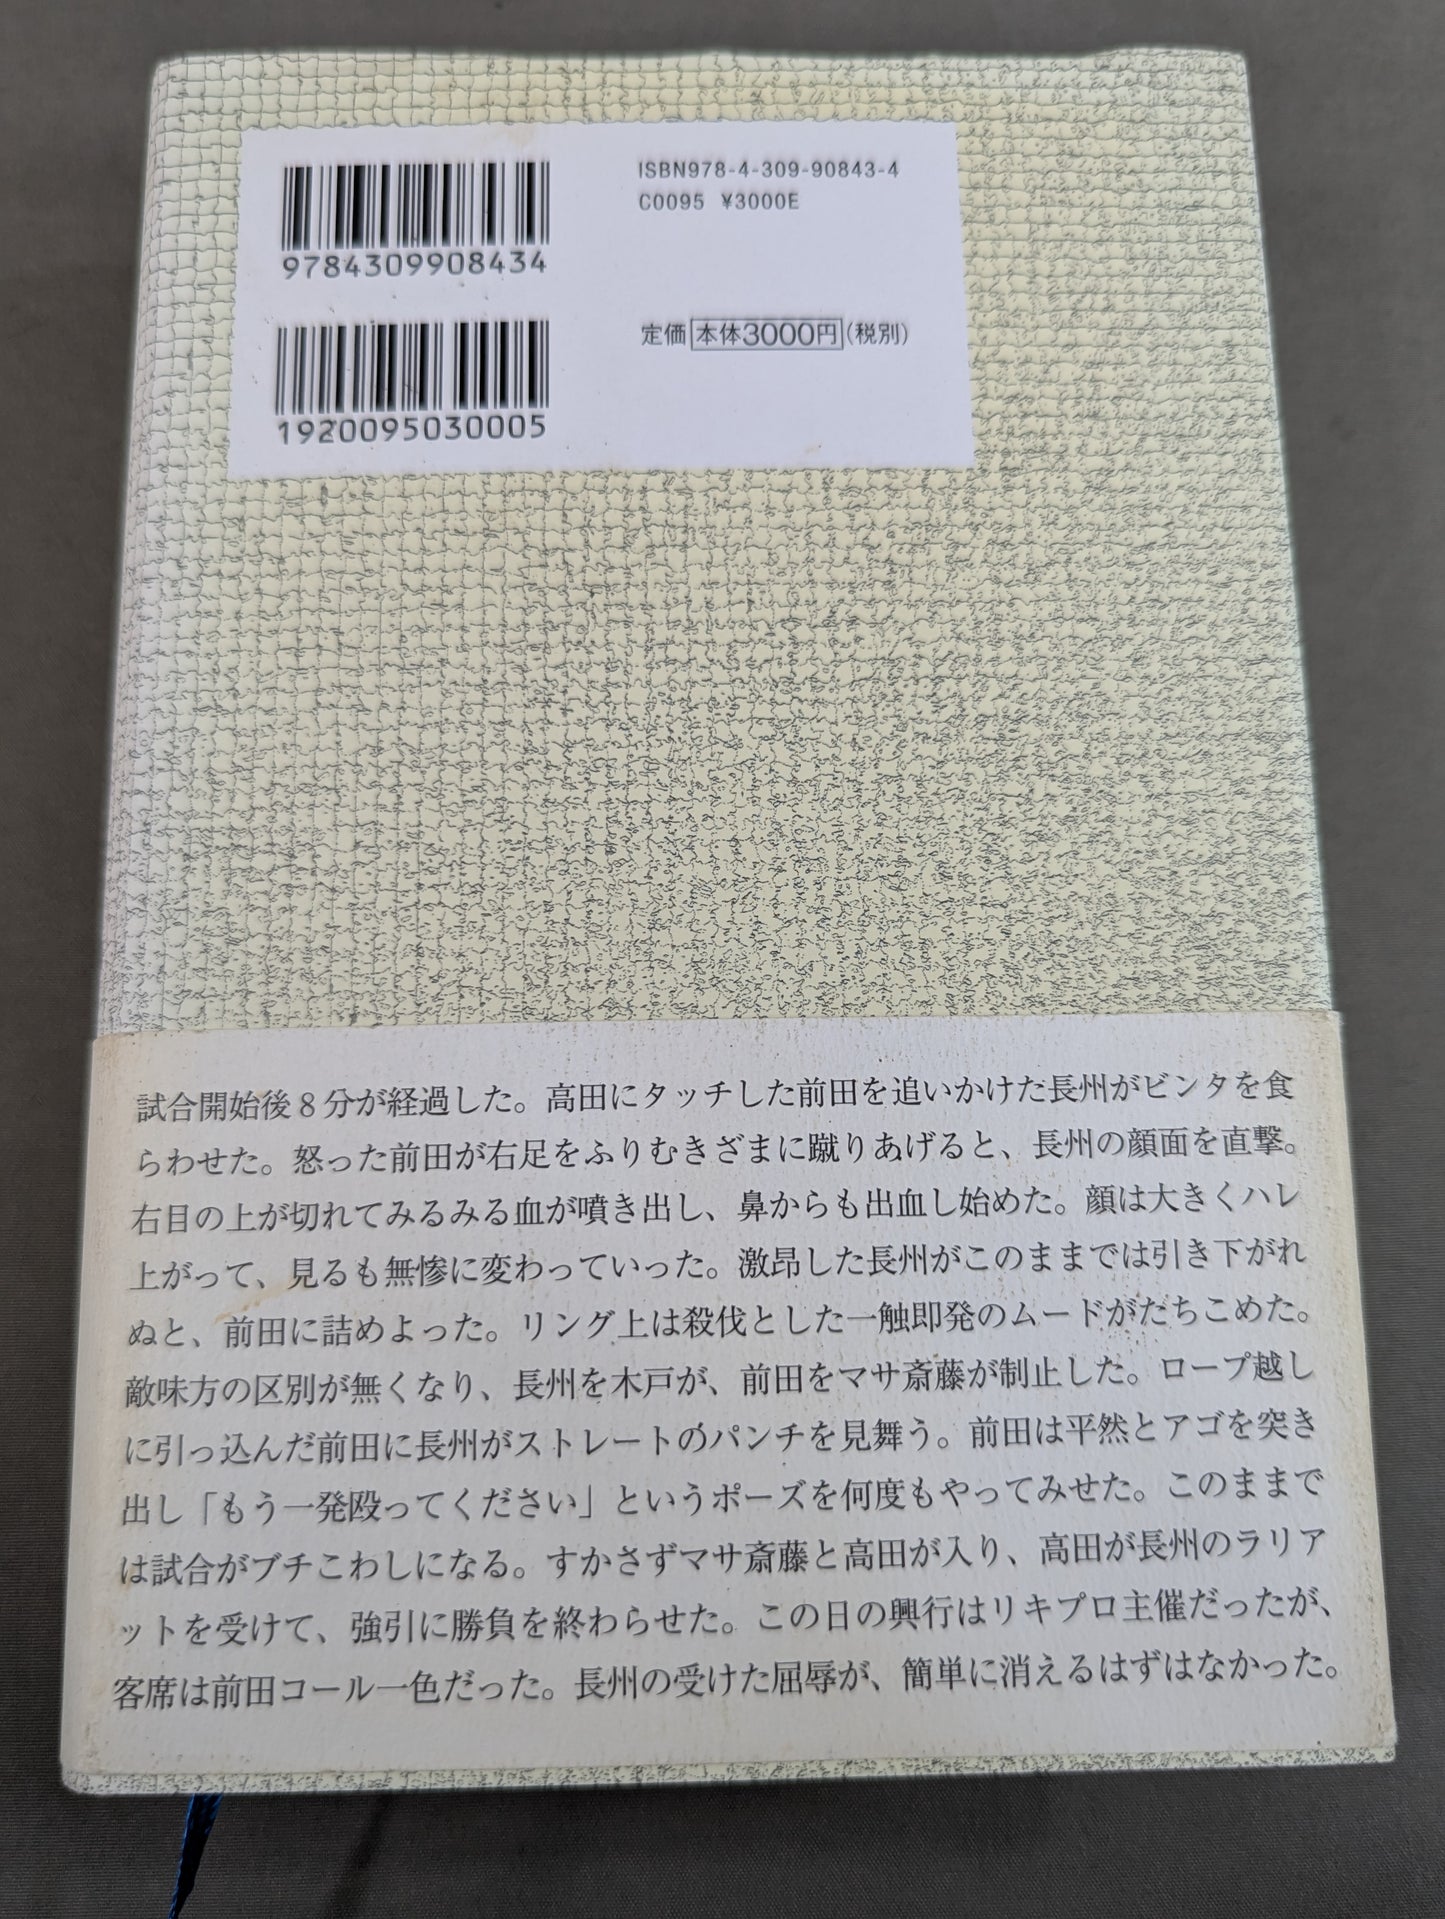 ISBN978-4-309-90843-4
C0095 ¥3000E
9784309908434
定価 本体3000円(税別)
1920095030005
試合開始後８分が経過した。高田にタッチした前田を追いかけた長州がビンタを食
らわせた。怒った前田が右足をふりむきざまに蹴りあげると、長州の顔面を直撃。
右目の上が切れてみるみる血が噴き出し、鼻からも出血し始めた。顔は大きくハレ
上がって、見るも無惨に変わっていった。激昂した長州がこのままでは引き下がれ
ぬと、前田に詰めよった。リング上は殺伐とした一触即発のムードがたちこめた。
敵味方の区別が無くなり、長州を木戸が、前田をマサ斎藤が制止した。ロープ越し
に引っ込んだ前田に長州がストレートのパンチを見舞う。前田は平然とアゴを突き
出し「もう一発殴ってください」というポーズを何度もやってみせた。このままで
は試合がブチこわしになる。すかさずマサ斎藤と高田が入り、高田が長州のラリア
ットを受けて、強引に勝負を終わらせた。この日の興行はリキプロ主催だったが、
客席は前田コール一色だった。長州の受けた屈辱が、簡単に消えるはずはなかった。